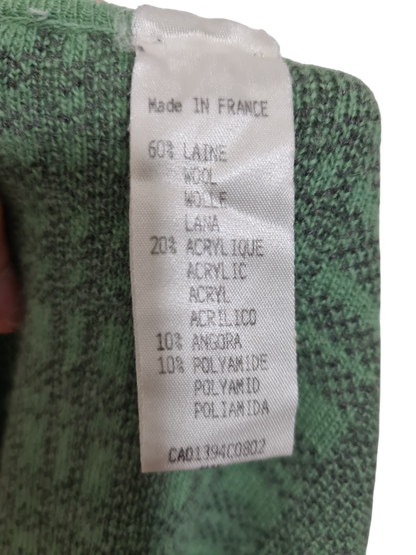 Made IN FRANCE
60% LAINE
WOOL
WOLLE
LANA
20% ACRYLIQUE
ACRYLIC
ACRYL
ACRILICO
10% ANGORA
10% POLYAMIDE
POLYAMID
POLIAMIDA
CA01394C0802